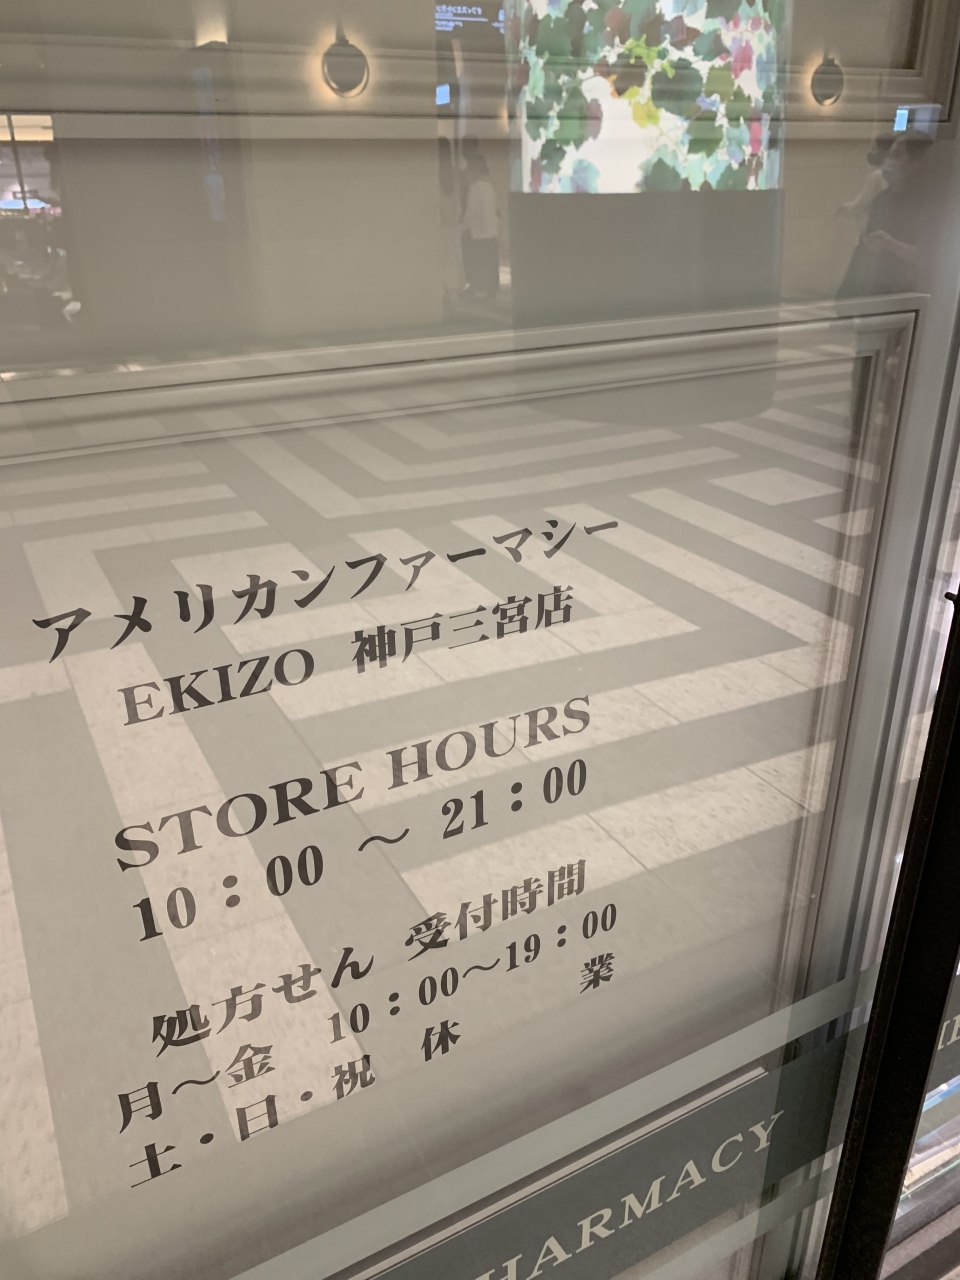 アメリカンファーマシー
EKIZO 神戸三宮店
STORE HOURS
10：00 ～ 21：00
処方せん 受付時間
月～金 10：00～19：00
土・日・祝 休 業
HARMACY